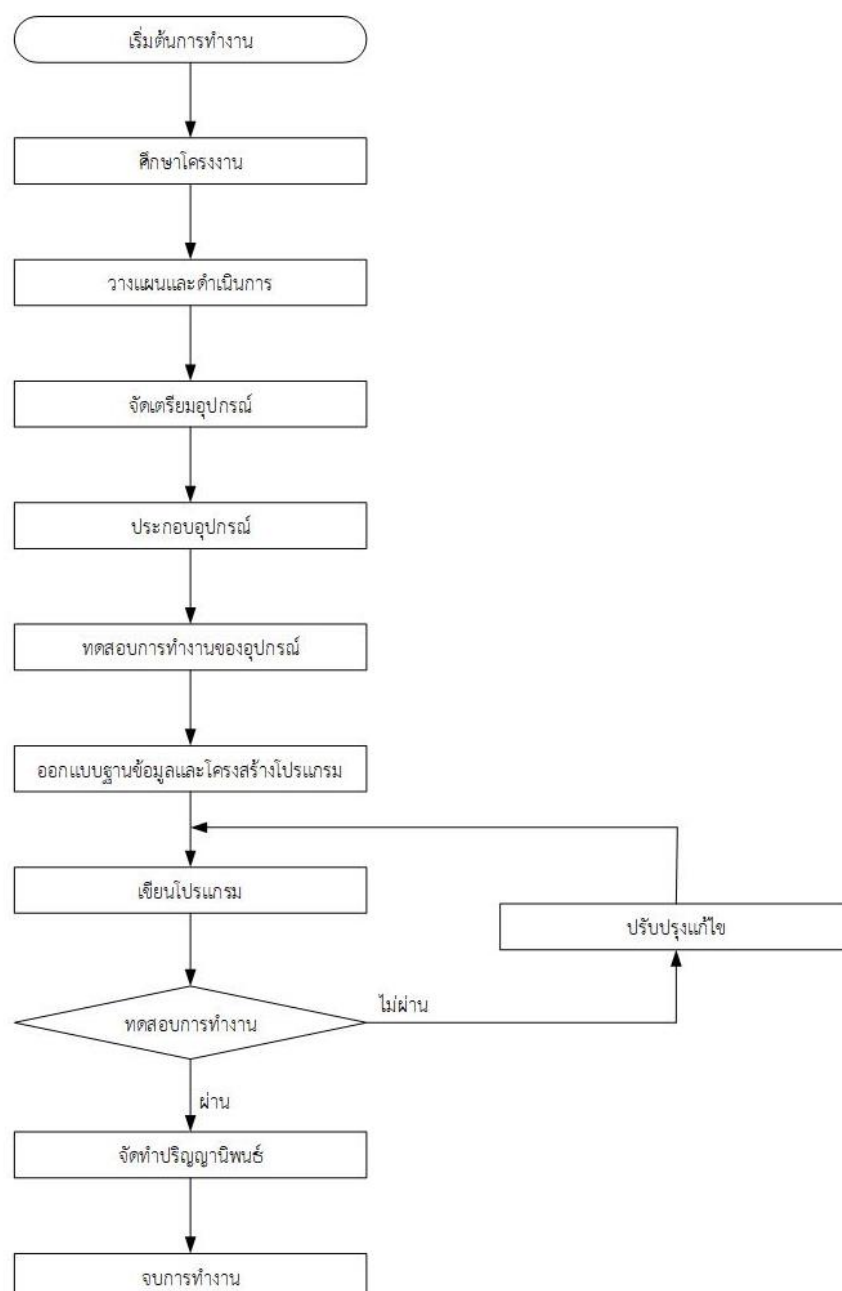 เริ่มต้นการทำงาน
ศึกษาโครงงาน
วางแผนและดำเนินการ
จัดเตรียมอุปกรณ์
ประกอบอุปกรณ์
ทดสอบการทำงานของอุปกรณ์
ออกแบบฐานข้อมูลและโครงสร้างโปรแกรม
เขียนโปรแกรม
ปรับปรุงแก้ไข
ทดสอบการทำงาน
ไม่ผ่าน
ผ่าน
จัดทำปริญญานิพนธ์
จบการทำงาน